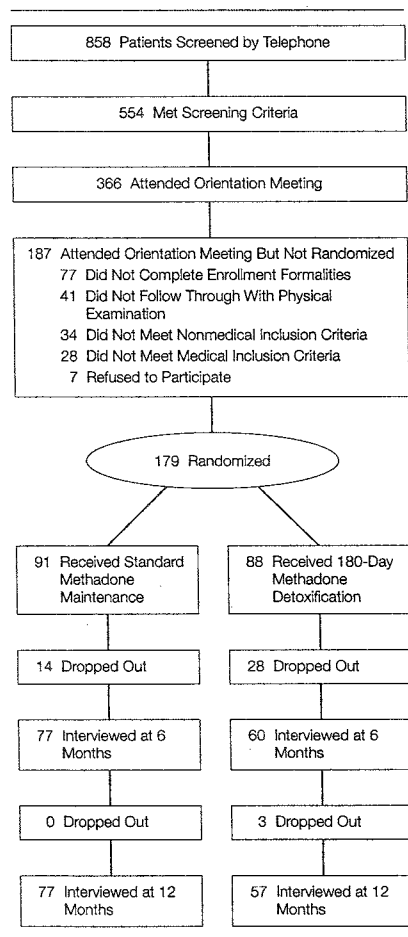 858 Patients Screened by Telephone
554 Met Screening Criteria
366 Attended Orientation Meeting
187 Attended Orientation Meeting But Not Randomized
77 Did Not Complete Enrollment Formalities
41 Did Not Follow Through With Physical
Examination
34 Did Not Meet Nonmedical Inclusion Criteria
28 Did Not Meet Medical Inclusion Criteria
7 Refused to Participate
179 Randomized
91 Received Standard
Methadone
Maintenance
88 Received 180-Day
Methadone
Detoxification
14 Dropped Out
28 Dropped Out
77 Interviewed at 6
Months
60 Interviewed at 6
Months
0 Dropped Out
3 Dropped Out
77 Interviewed at 12
Months
57 Interviewed at 12
Months